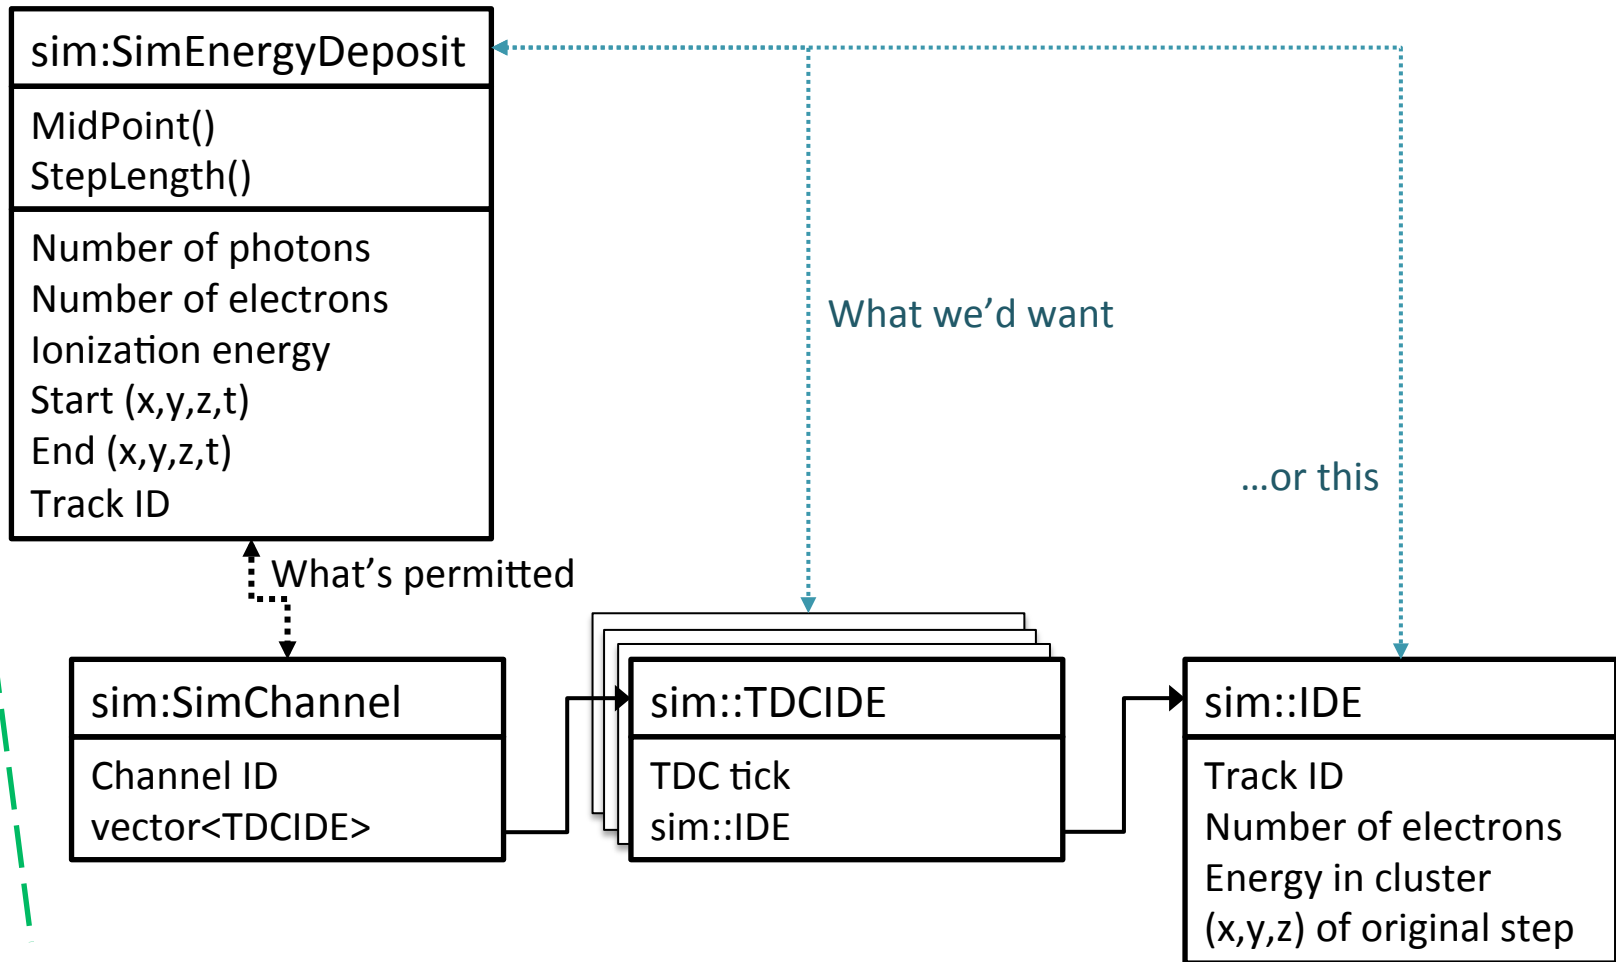 sim:SimEnergyDeposit
MidPoint()
StepLength()
Number of photons
Number of electrons
Ionization energy
Start (x,y,z,t)
End (x,y,z,t)
Track ID
What we’d want
…or this
What’s permitted
sim:SimChannel
Channel ID
vector<TDCIDE>
sim::TDCIDE
TDC tick
sim::IDE
sim::IDE
Track ID
Number of electrons
Energy in cluster
(x,y,z) of original step